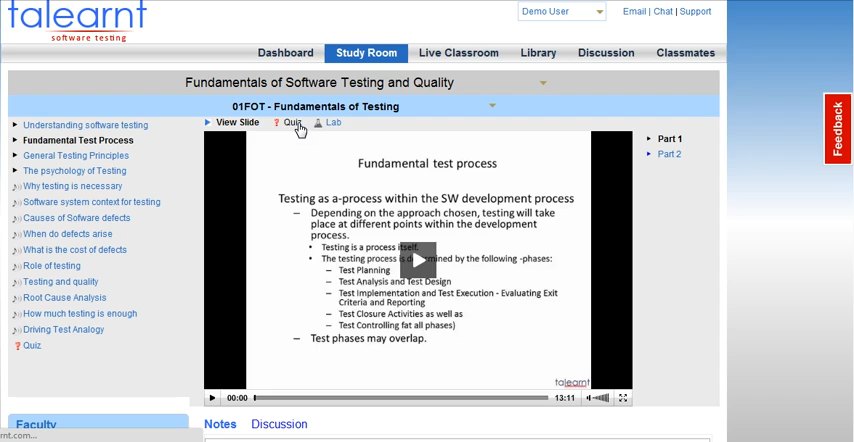 talearnt
software testing
Demo User
Email | Chat | Support
Dashboard Study Room Live Classroom Library Discussion Classmates
Fundamentals of Software Testing and Quality
01FOT - Fundamentals of Testing
View Slide ? Quiz Lab
Understanding software testing
Fundamental Test Process
General Testing Principles
The psychology of Testing
Why testing is necessary
Software system context for testing
Causes of Sofware defects
When do defects arise
What is the cost of defects
Role of testing
Testing and quality
Root Cause Analysis
How much testing is enough
Driving Test Analogy
? Quiz
Faculty
rnt.com...
Fundamental test process
Testing as a-process within the SW development process
– Depending on the approach chosen, testing will take
place at different points within the development
process.
• Testing is a process itself.
• The testing process is determined by the following -phases:
– Test Planning
– Test Analysis and Test Design
– Test Implementation and Test Execution - Evaluating Exit
Criteria and Reporting
– Test Closure Activities as well as
– Test Controlling fat all phases)
– Test phases may overlap.
talearnt
00:00 13:11
Part 1
Part 2
Notes Discussion
Feedback